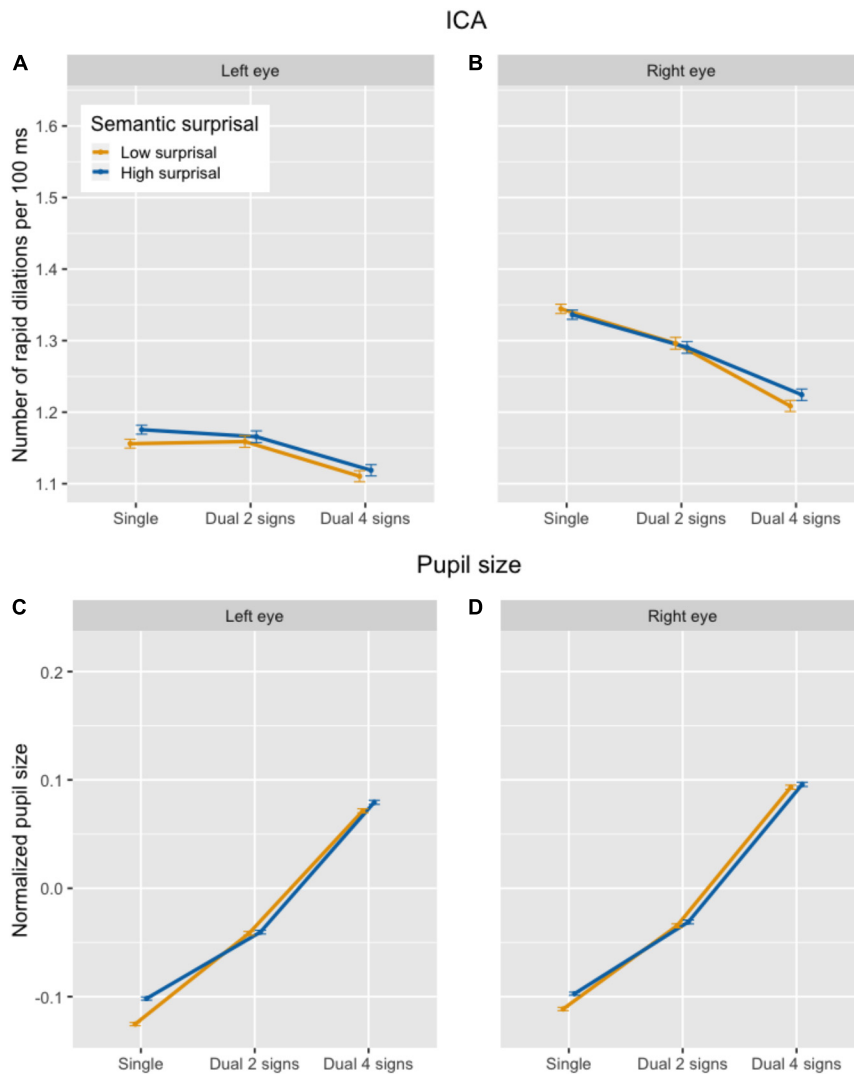 ICA
A
Left eye
B
Right eye
Number of rapid dilations per 100 ms
1.6
1.5
1.4
1.3
1.2
1.1
Semantic surprisal
Low surprisal
High surprisal
Single
Dual 2 signs
Dual 4 signs
Single
Dual 2 signs
Dual 4 signs
Pupil size
C
Left eye
D
Right eye
Normalized pupil size
0.2
0.1
0.0
-0.1
Single
Dual 2 signs
Dual 4 signs
Single
Dual 2 signs
Dual 4 signs